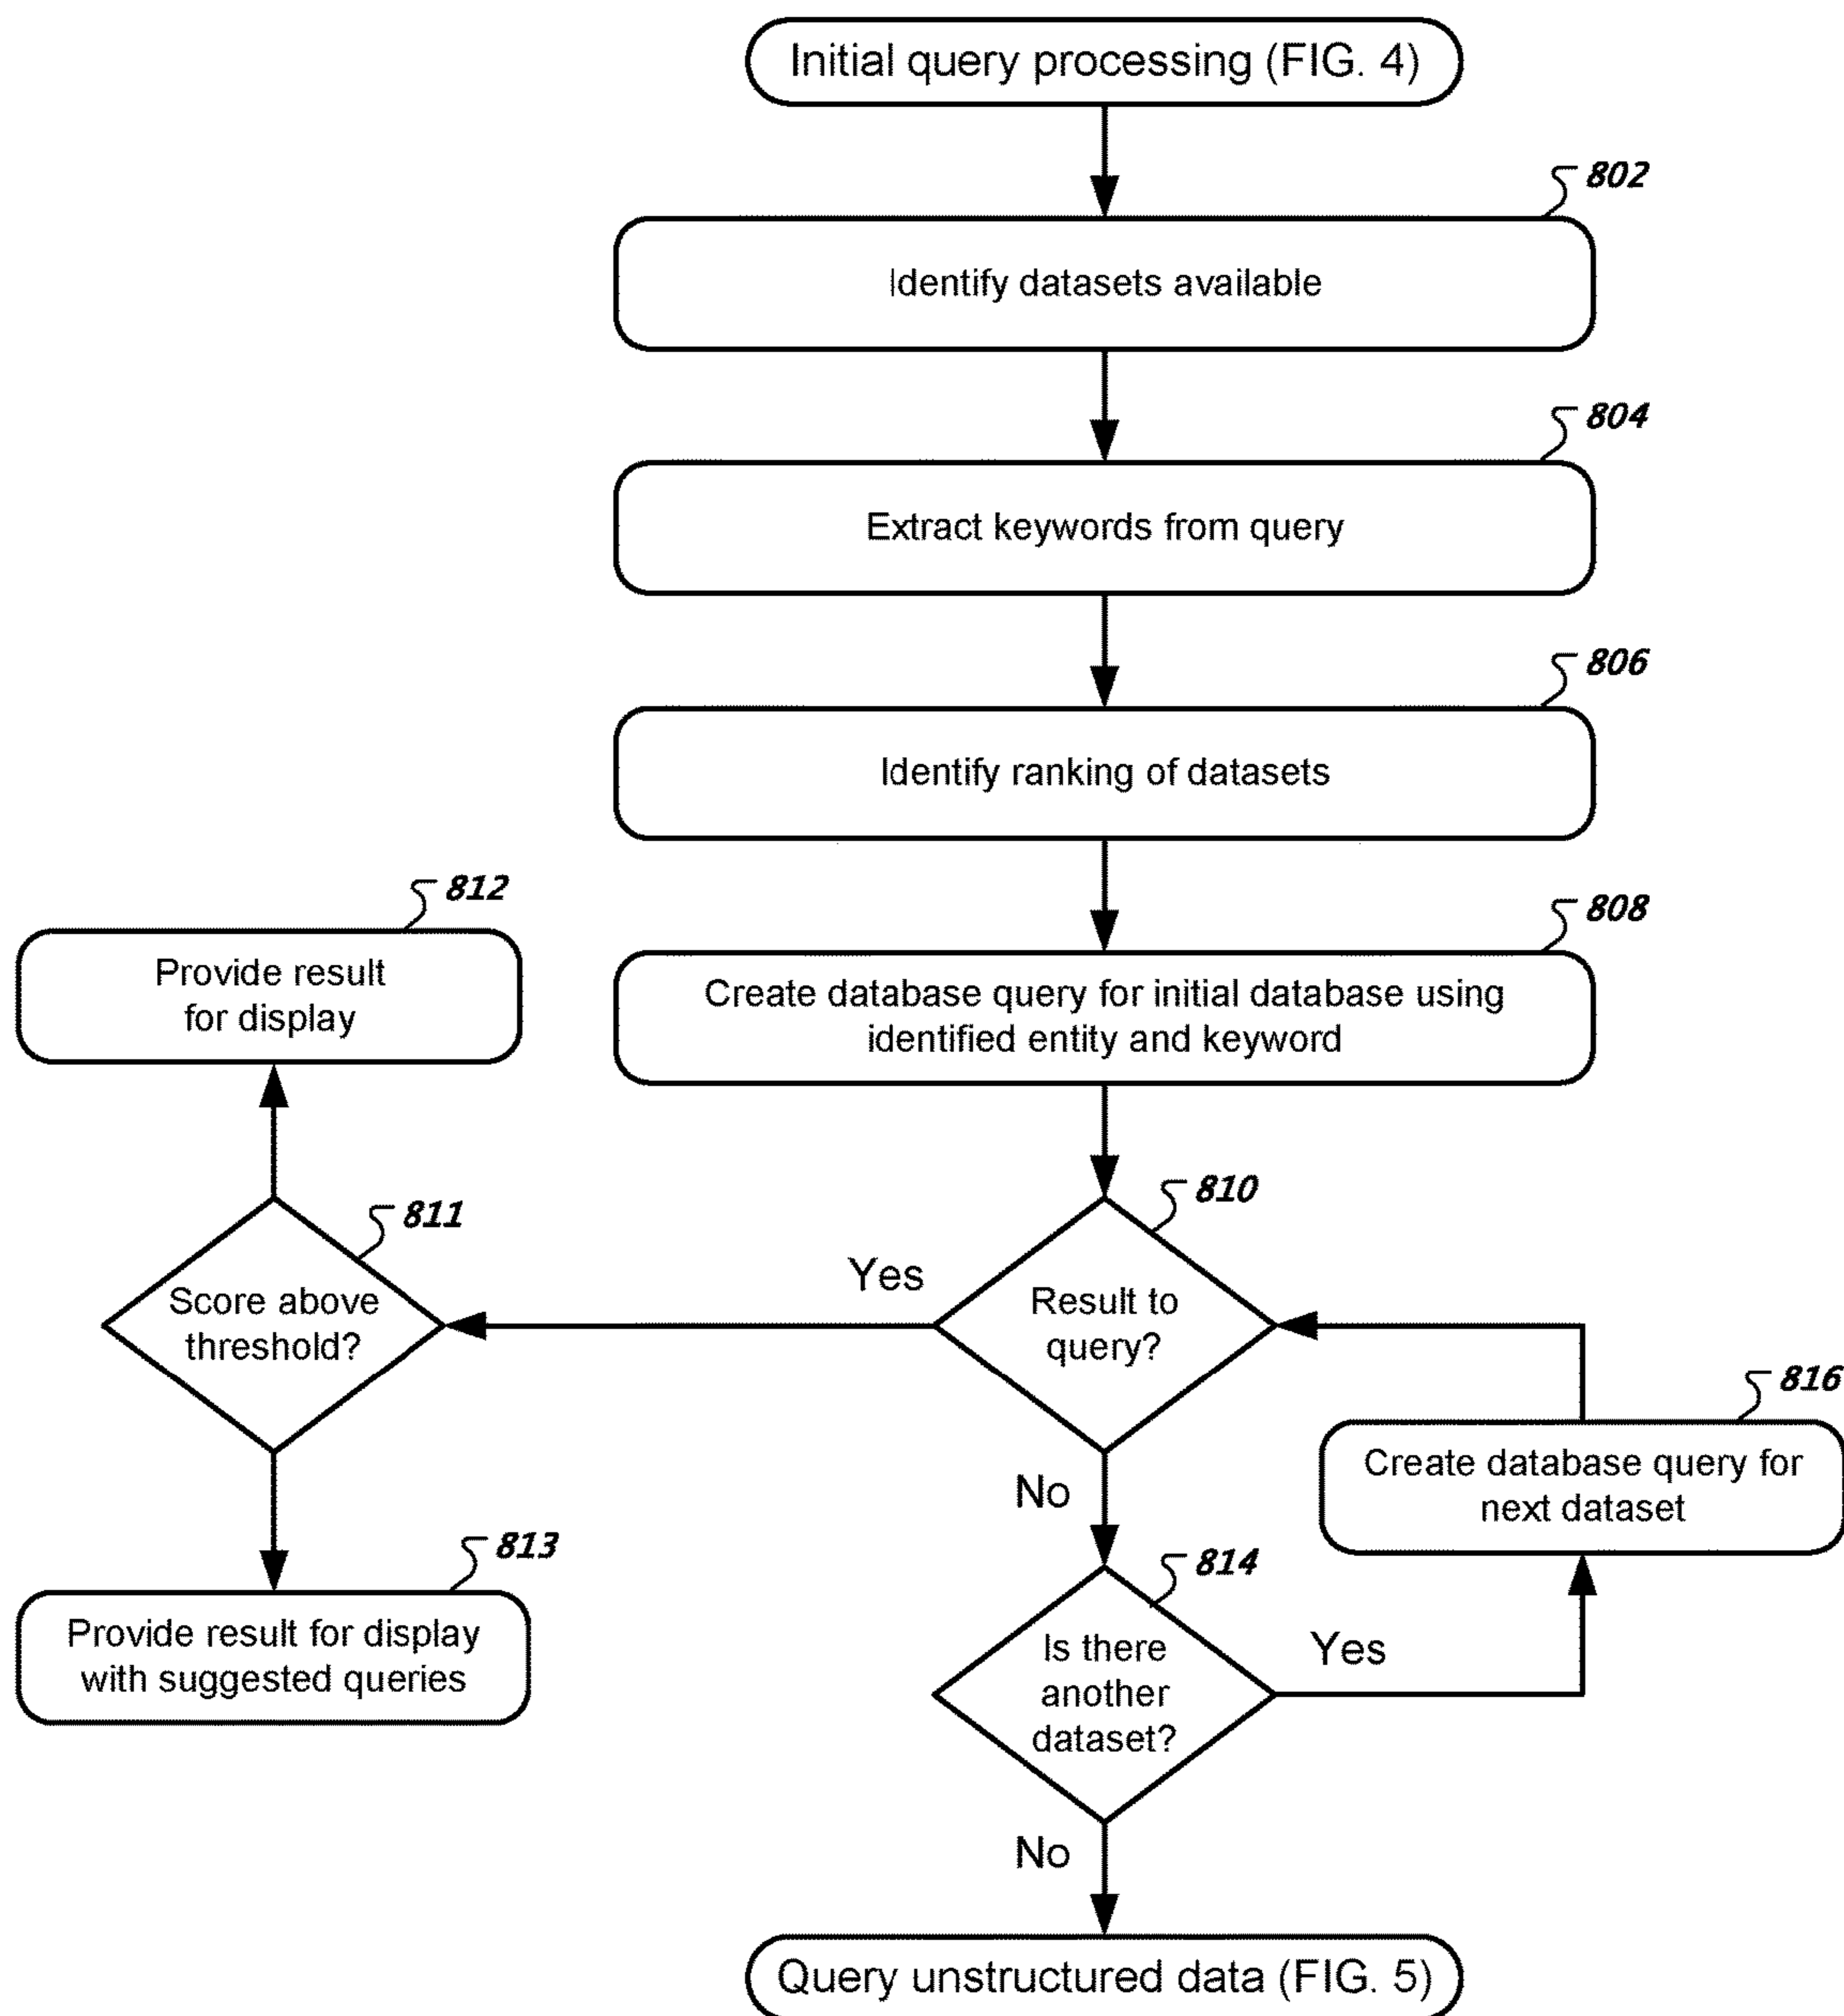 Initial query processing (FIG. 4)
802
Identify datasets available
804
Extract keywords from query
806
Identify ranking of datasets
812
Provide result
for display
808
Create database query for initial database using
identified entity and keyword
810
811
Yes
Score above
threshold?
Result to
query?
816
Create database query for
next dataset
No
813
Provide result for display
with suggested queries
814
Is there
another
dataset?
Yes
No
Query unstructured data (FIG. 5)